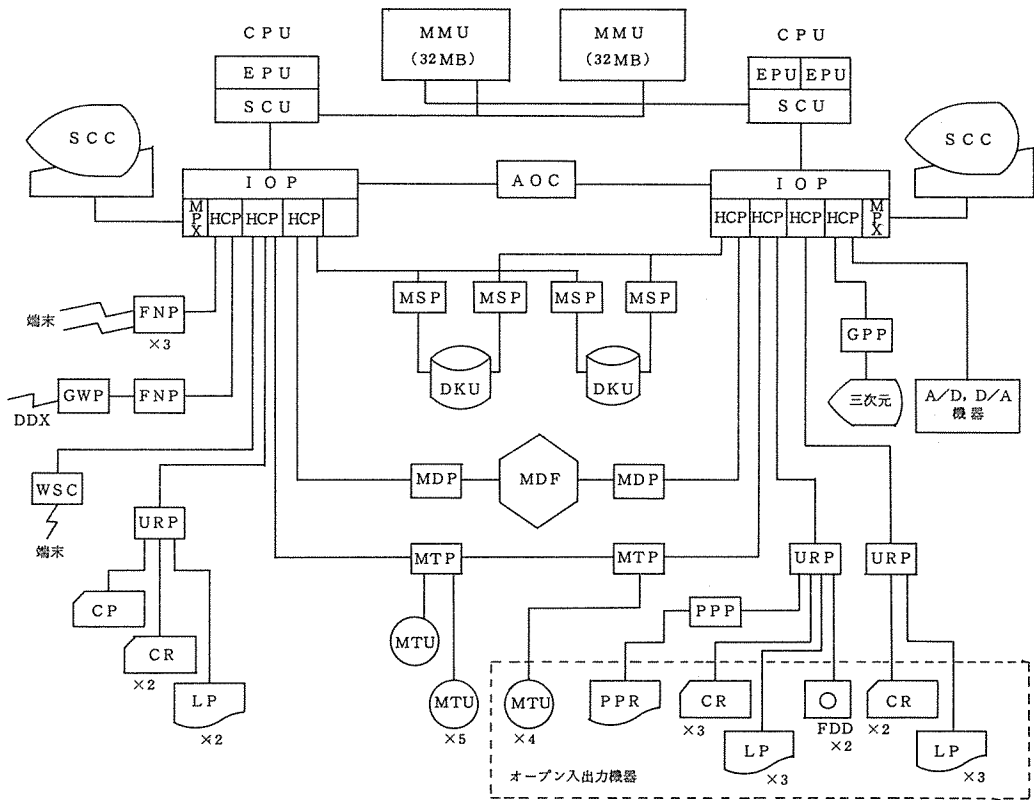 CPU
MMU
(32MB)
MMU
(32MB)
CPU
EPU
SCU
EPU EPU
SCU
SCC
SCC
IOP
AOC
IOP
MPX HCP HCP HCP
HCP HCP HCP HCP MPX
MSP MSP MSP MSP
端末
FNP
×3
GPP
DKU
DKU
GWP
FNP
DDX
三次元
A/D, D/A
機器
WSC
端末
MDP
MDF
MDP
URP
MTP
MTP
URP
URP
CP
PPP
MTU
CR
×2
LP
×2
MTU
×5
MTU
×4
PPR
CR
×3
LP
×3
FDD
×2
CR
×2
LP
×3
オープン入出力機器